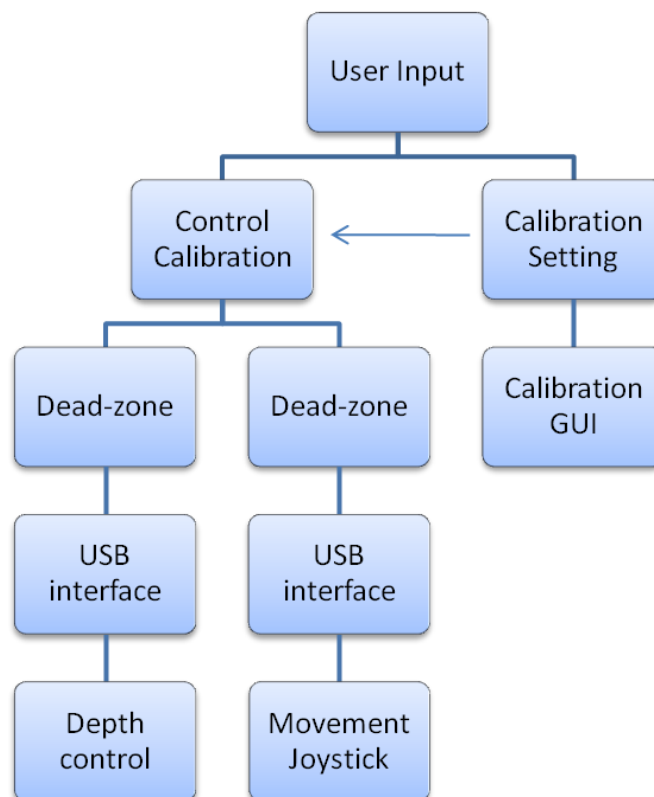 User Input
Control
Calibration
Calibration
Setting
Dead-zone
Dead-zone
Calibration
GUI
USB
interface
USB
interface
Depth
control
Movement
Joystick